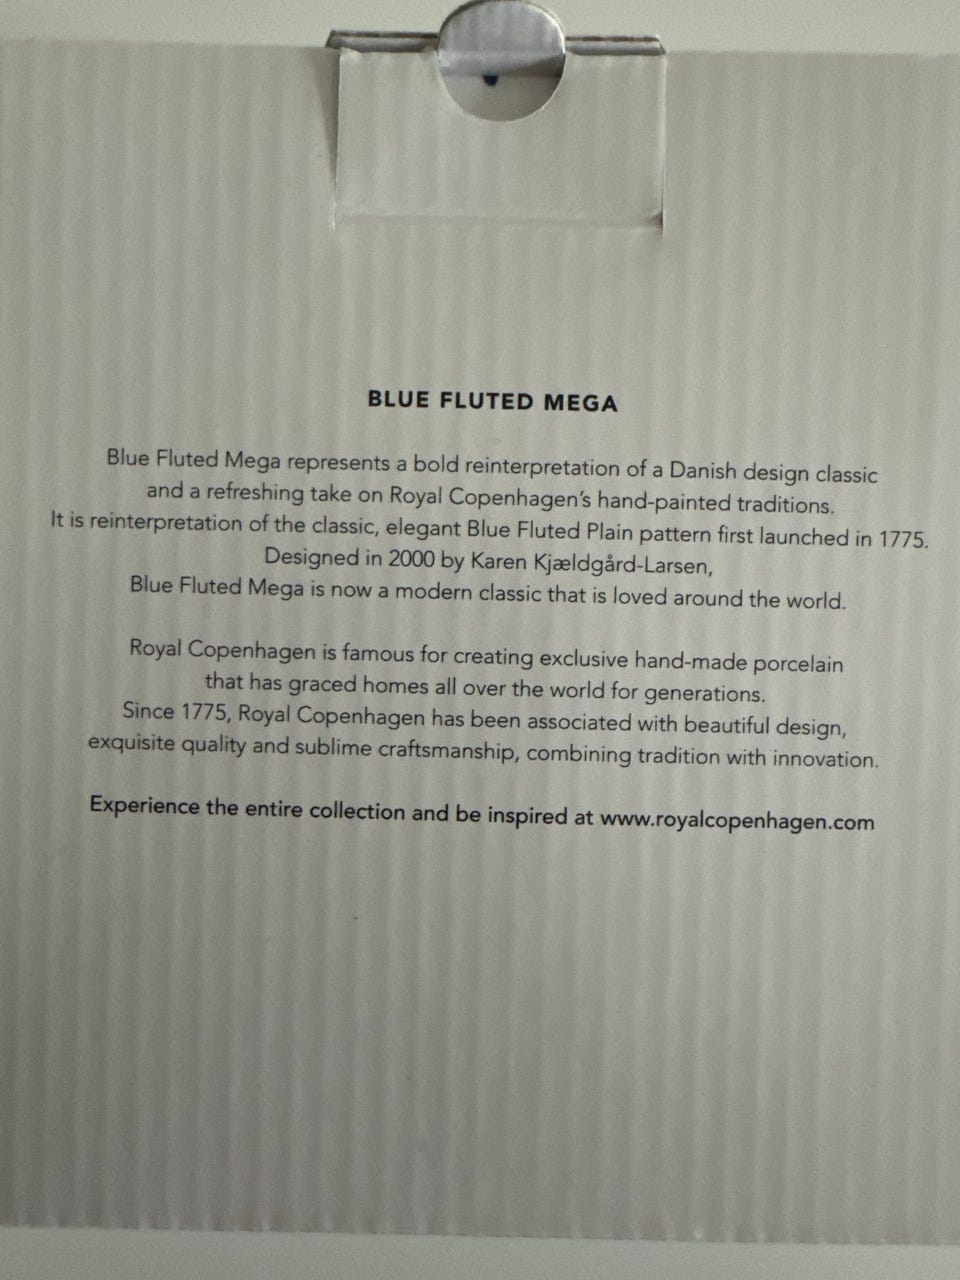 BLUE FLUTED MEGA
Blue Fluted Mega represents a bold reinterpretation of a Danish design classic
and a refreshing take on Royal Copenhagen's hand-painted traditions.
It is reinterpretation of the classic, elegant Blue Fluted Plain pattern first launched in 1775.
Designed in 2000 by Karen Kjældgård-Larsen,
Blue Fluted Mega is now a modern classic that is loved around the world.
Royal Copenhagen is famous for creating exclusive hand-made porcelain
that has graced homes all over the world for generations.
Since 1775, Royal Copenhagen has been associated with beautiful design,
exquisite quality and sublime craftsmanship, combining tradition with innovation.
Experience the entire collection and be inspired at www.royalcopenhagen.com